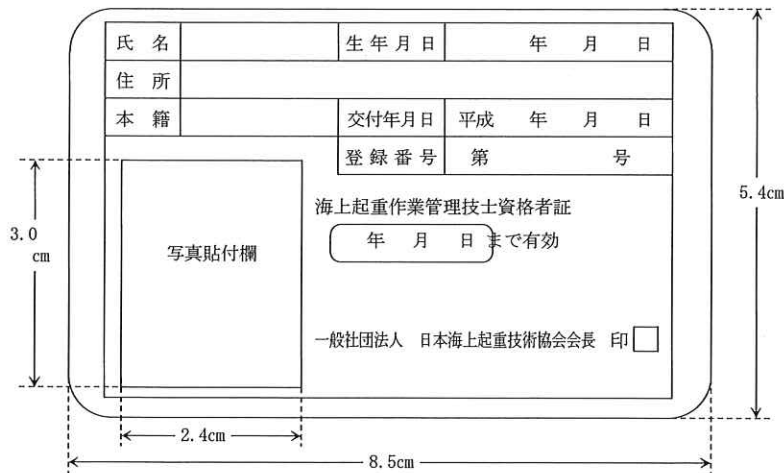 氏 名 生 年 月 日 年 月 日
住 所
本 籍 交付年月日 平成 年 月 日
登 録 番 号 第 号
5.4cm
海上起重作業管理技士資格者証
3.0
cm
年 月 日 まで有効
写真貼付欄
一般社団法人 日本海上起重技術協会会長 印
2.4cm
8.5cm